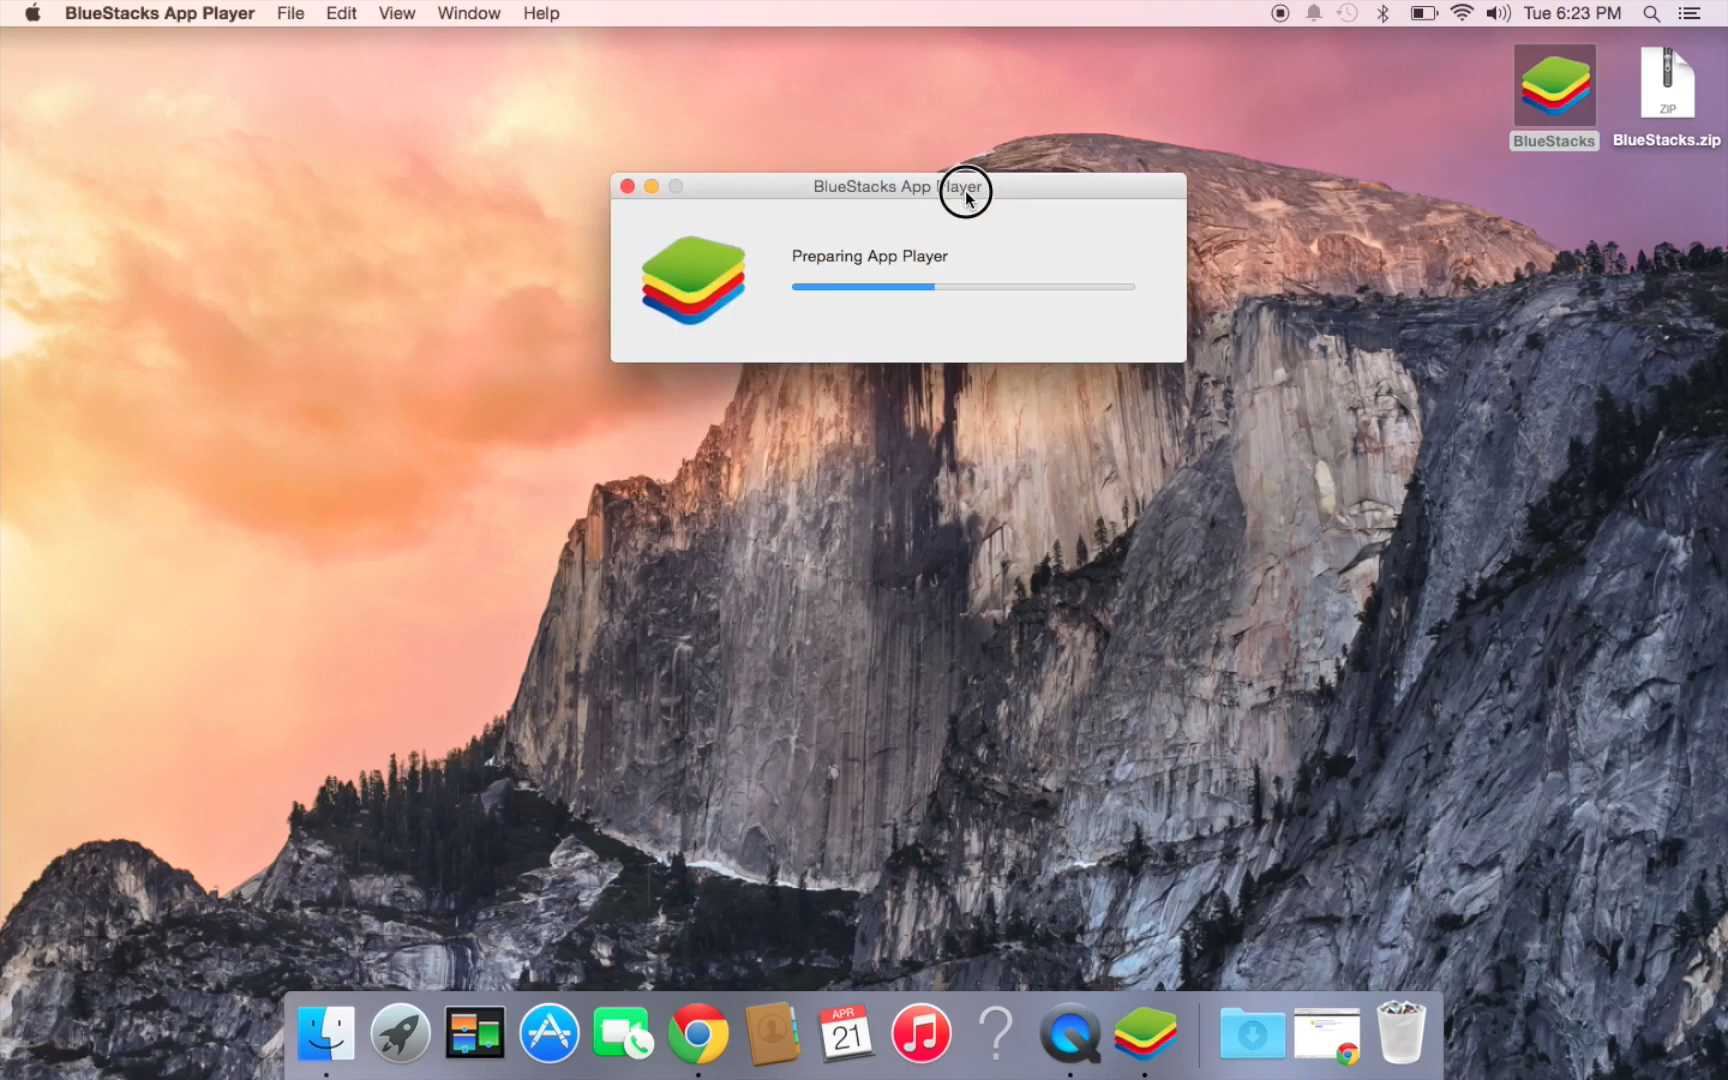 BlueStacks App Player File Edit View Window Help Tue 6:23 PM
BlueStacks
ZIP
BlueStacks.zip
BlueStacks App Player
Preparing App Player
APR
21